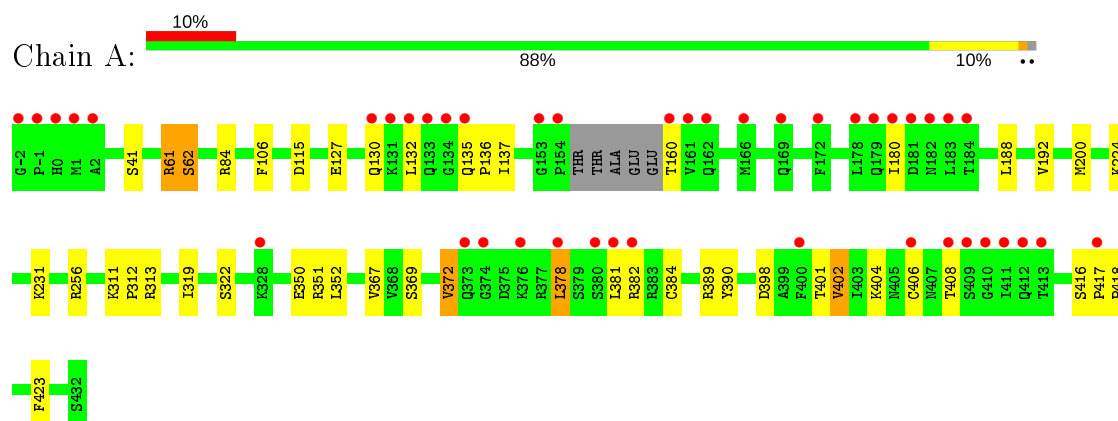 10%
Chain A:
88%
10%
••
G-2 P-1 H0 M1 A2 S41 R61 S62 R84 F106 D115 E127 Q130 K131 L132 Q133 G134 Q135 P136 I137 G153 P154 THR THR ALA GLU GLU T160 V161 Q162 M166 Q169 F172 L178 Q179 I180 D181 N182 L183 T184 L188 V192 M200 K224
K231 R256 K311 P312 R313 I319 S322 K328 E350 R351 L352 V367 V368 S369 V372 Q373 G374 D375 K376 R377 L378 S379 S380 L381 R382 R383 C384 R389 Y390 D398 A399 F400 T401 V402 I403 K404 N405 C406 N407 T408 S409 G410 I411 Q412 T413 S416 P417
F423 S432